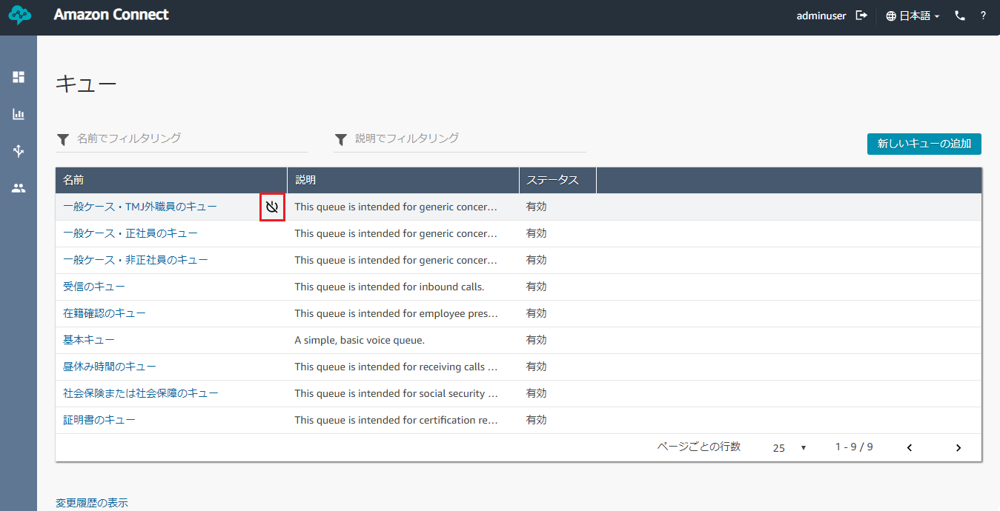 Amazon Connect
adminuser 日本語 ?
キュー
名前でフィルタリング 説明でフィルタリング
新しいキューの追加
名前 説明 ステータス
一般ケース・TMJ外職員のキュー This queue is intended for generic concer... 有効
一般ケース・正社員のキュー This queue is intended for generic concer... 有効
一般ケース・非正社員のキュー This queue is intended for generic concer... 有効
受信のキュー This queue is intended for inbound calls. 有効
在籍確認のキュー This queue is intended for employee pres... 有効
基本キュー A simple, basic voice queue. 有効
昼休み時間のキュー This queue is intended for receiving calls ... 有効
社会保険または社会保障のキュー This queue is intended for social security ... 有効
証明書のキュー This queue is intended for certification re... 有効
ページごとの行数 25 1 - 9 / 9
変更履歴の表示